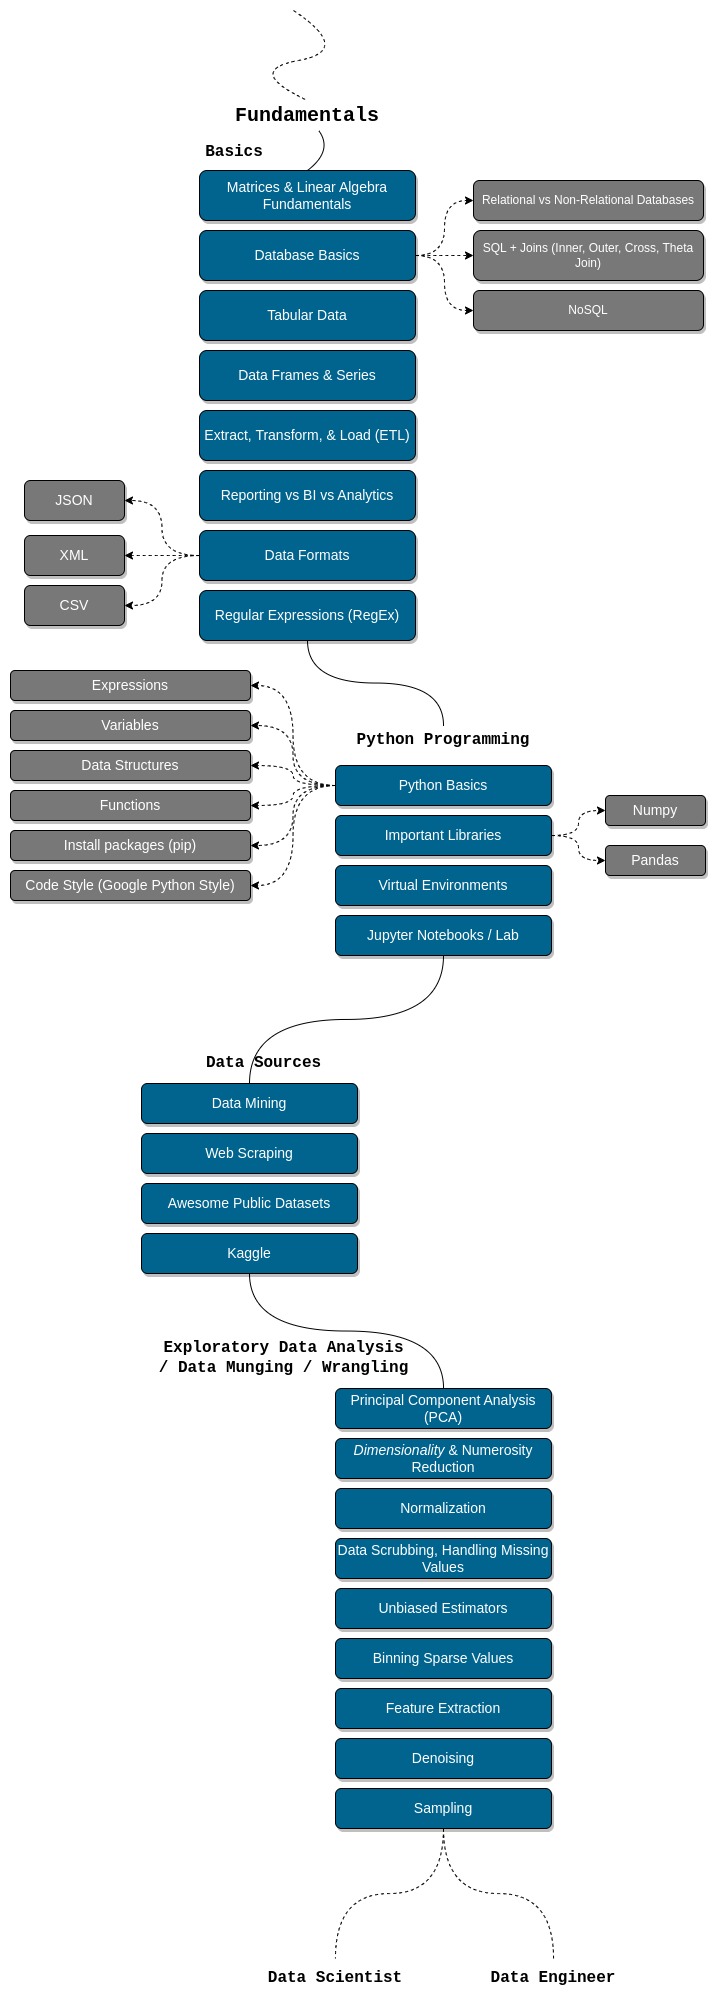 Fundamentals
Basics
Matrices & Linear Algebra
Fundamentals
Database Basics
Relational vs Non-Relational Databases
SQL + Joins (Inner, Outer, Cross, Theta
Join)
NoSQL
Tabular Data
Data Frames & Series
Extract, Transform, & Load (ETL)
Reporting vs BI vs Analytics
Data Formats
JSON
XML
CSV
Regular Expressions (RegEx)
Python Programming
Python Basics
Expressions
Variables
Data Structures
Functions
Install packages (pip)
Code Style (Google Python Style)
Important Libraries
Numpy
Pandas
Virtual Environments
Jupyter Notebooks / Lab
Data Sources
Data Mining
Web Scraping
Awesome Public Datasets
Kaggle
Exploratory Data Analysis
/ Data Munging / Wrangling
Principal Component Analysis
(PCA)
Dimensionality & Numerosity
Reduction
Normalization
Data Scrubbing, Handling Missing
Values
Unbiased Estimators
Binning Sparse Values
Feature Extraction
Denoising
Sampling
Data Scientist
Data Engineer